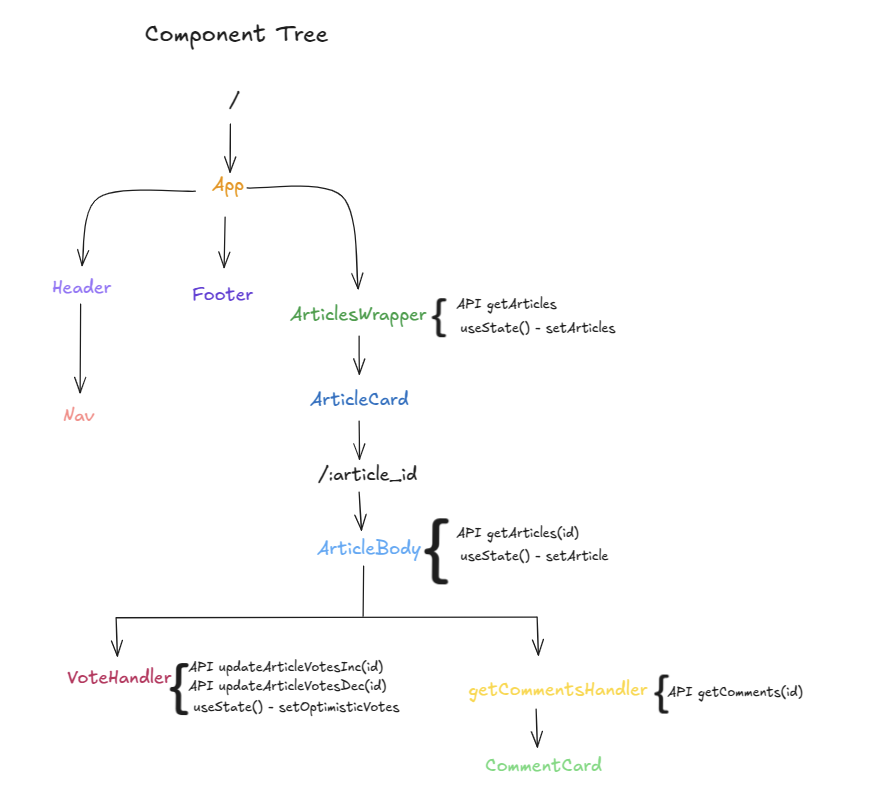 Component Tree
/
App
Header
Footer
ArticlesWrapper
API getArticles
useState() - setArticles
Nav
ArticleCard
/:article_id
ArticleBody
API getArticles(id)
useState() - setArticle
VoteHandler
API updateArticleVotesInc(id)
API updateArticleVotesDec(id)
useState() - setOptimisticVotes
getCommentsHandler
API getComments(id)
CommentCard